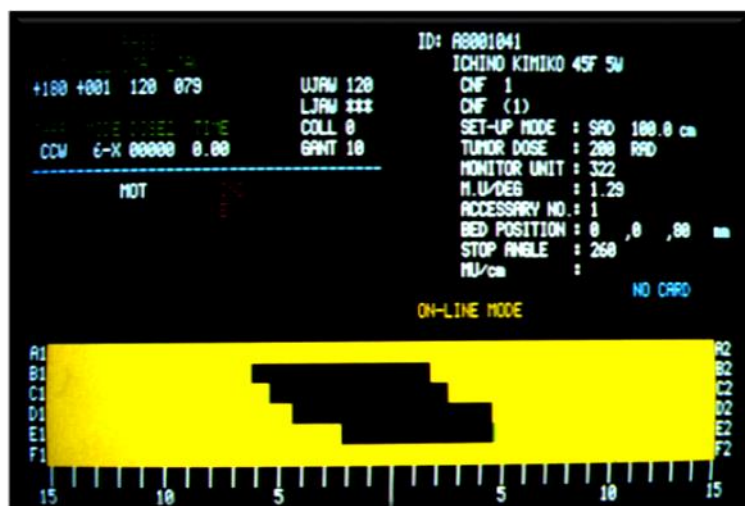 ID: A8001041
ICHINO KIMIKO 45F 5W
+180 +001 120 079
UJAW 120
CNF 1
LJAW ***
CNF (1)
COLL 0
SET-UP MODE : SAD 100.0 cm
CCW 6-X 00000 0.00
GANT 10
TUMOR DOSE : 200 RAD
MONITOR UNIT : 322
MOT
M.U/DEG : 1.29
ACCESSARY NO.: 1
BED POSITION : 0 ,0 ,80 mm
STOP ANGLE : 260
MU/cm :
NO CARD
ON-LINE MODE
A1 A2
B1 B2
C1 C2
D1 D2
E1 E2
F1 F2
15 10 5 5 10 15